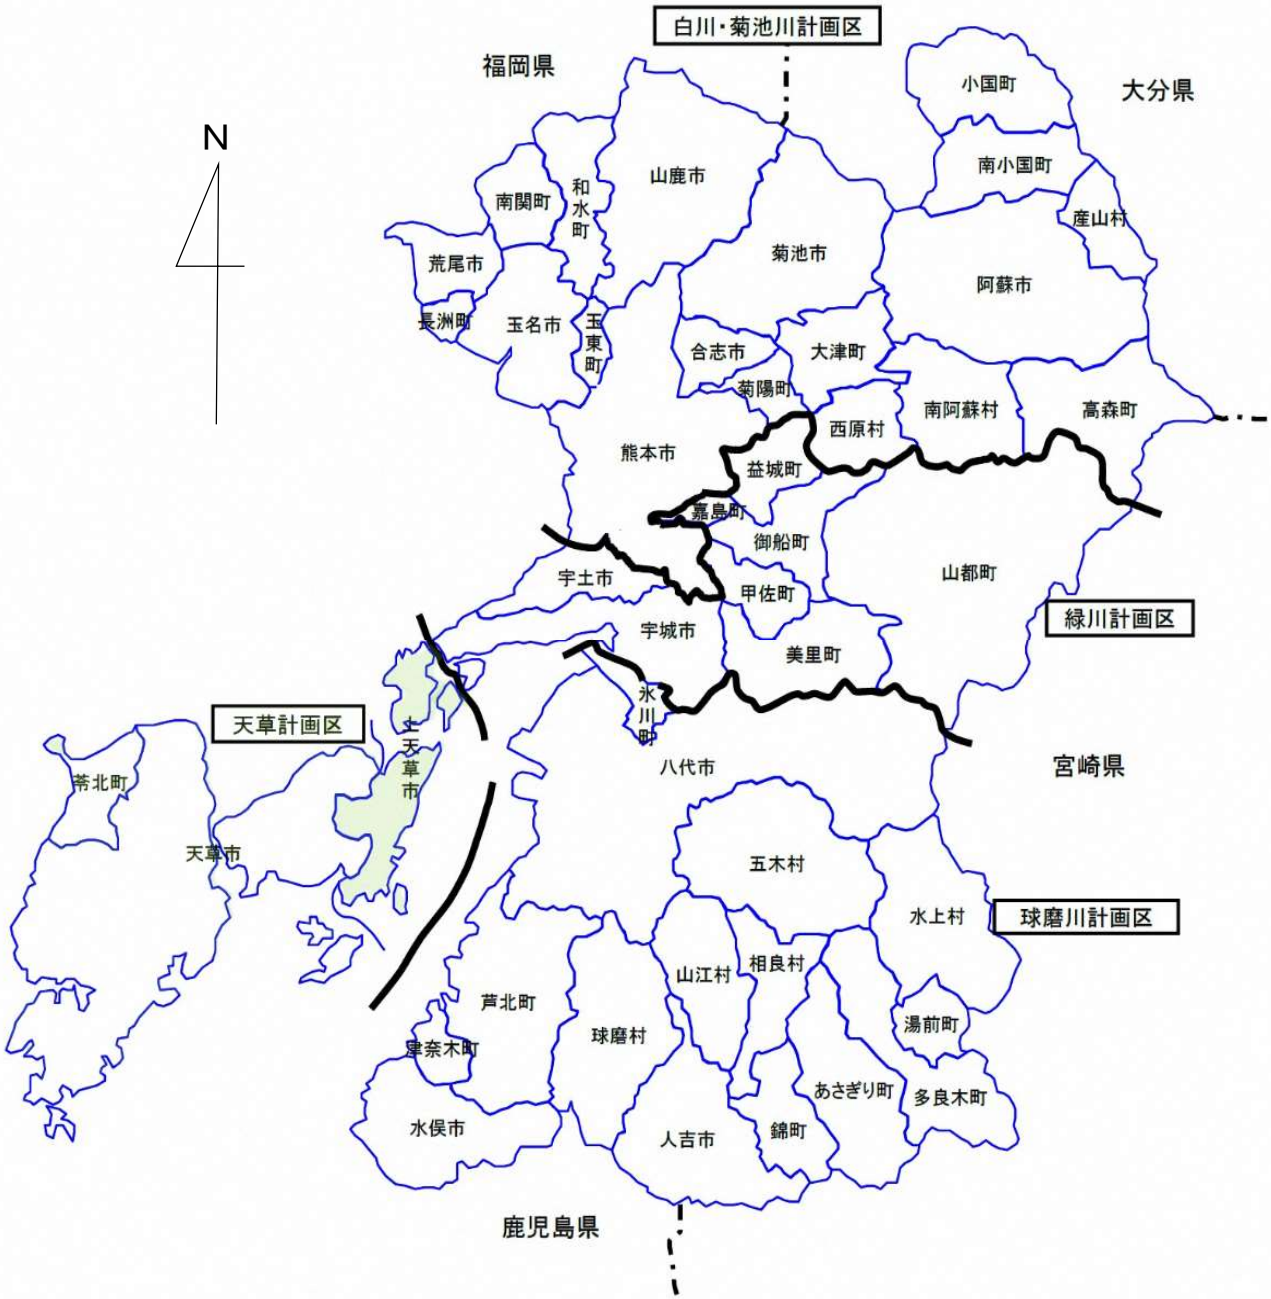 白川・菊池川計画区
福岡県
小国町
大分県
N
南小国町
山鹿市
和水町
南関町
産山村
菊池市
荒尾市
阿蘇市
長洲町
玉名市
玉東町
合志市
大津町
菊陽町
南阿蘇村
高森町
西原村
熊本市
益城町
嘉島町
御船町
山都町
宇土市
甲佐町
緑川計画区
宇城市
美里町
氷川町
天草計画区
上天草市
八代市
宮崎県
苓北町
天草市
五木村
水上村
球磨川計画区
山江村
相良村
芦北町
湯前町
球磨村
津奈木町
あさぎり町
多良木町
水俣市
人吉市
錦町
鹿児島県